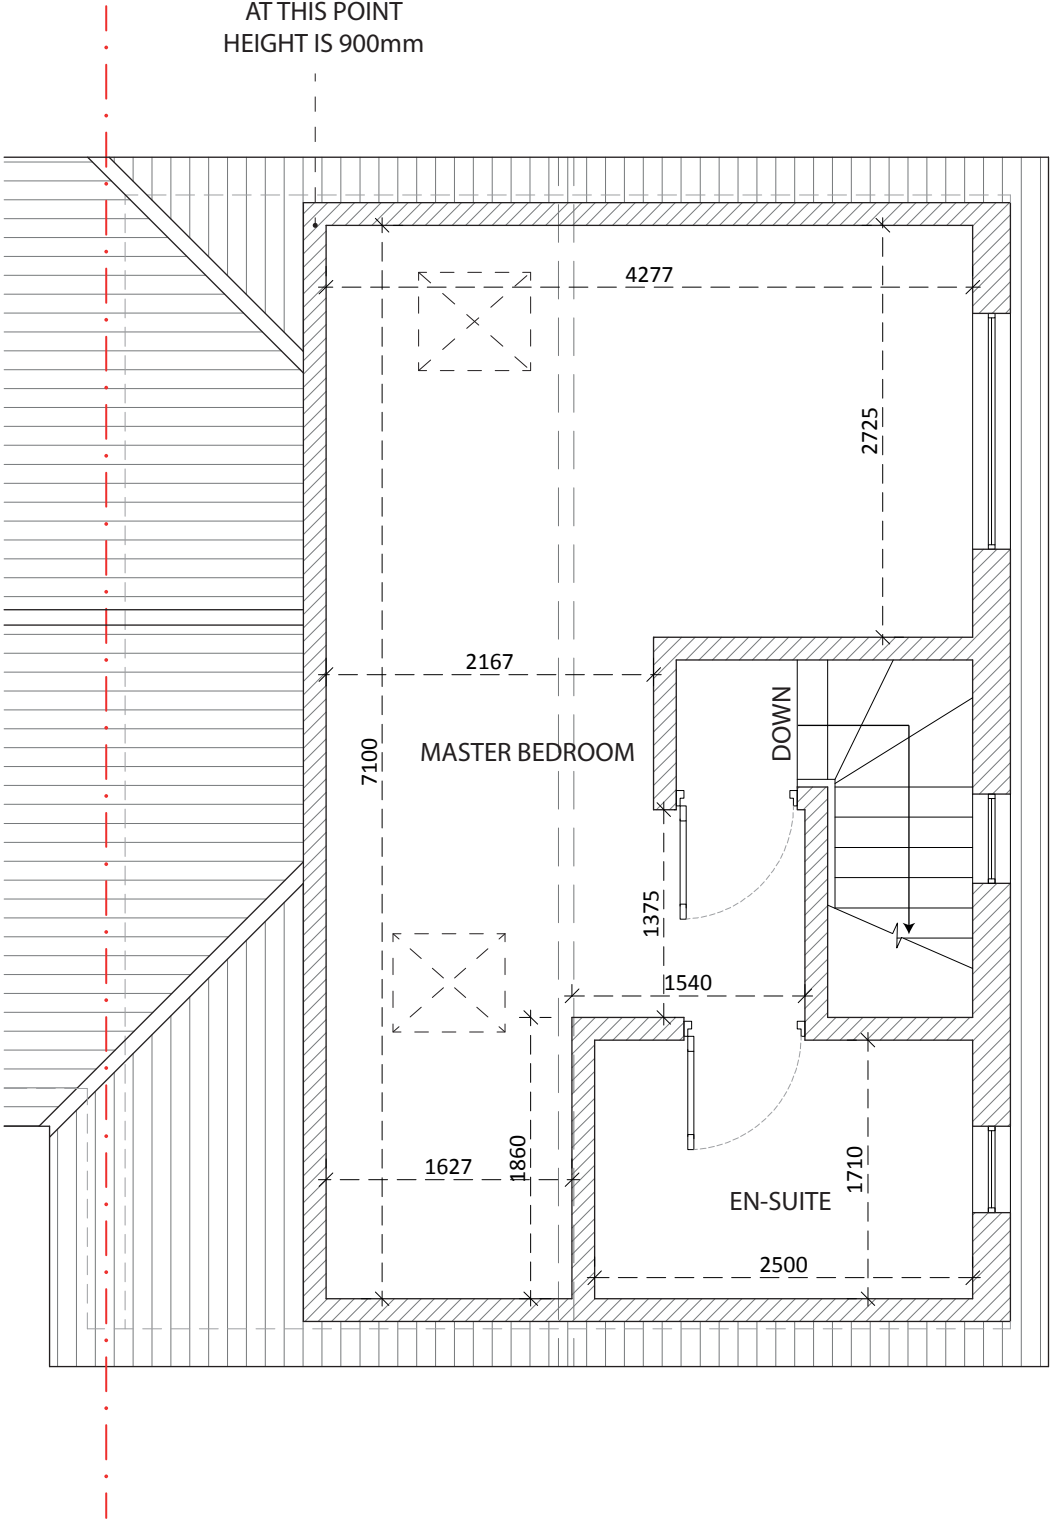 AT THIS POINT
HEIGHT IS 900mm
4277
2725
2167
7100
MASTER BEDROOM
DOWN
1375
1540
1627
1860
1710
EN-SUITE
2500